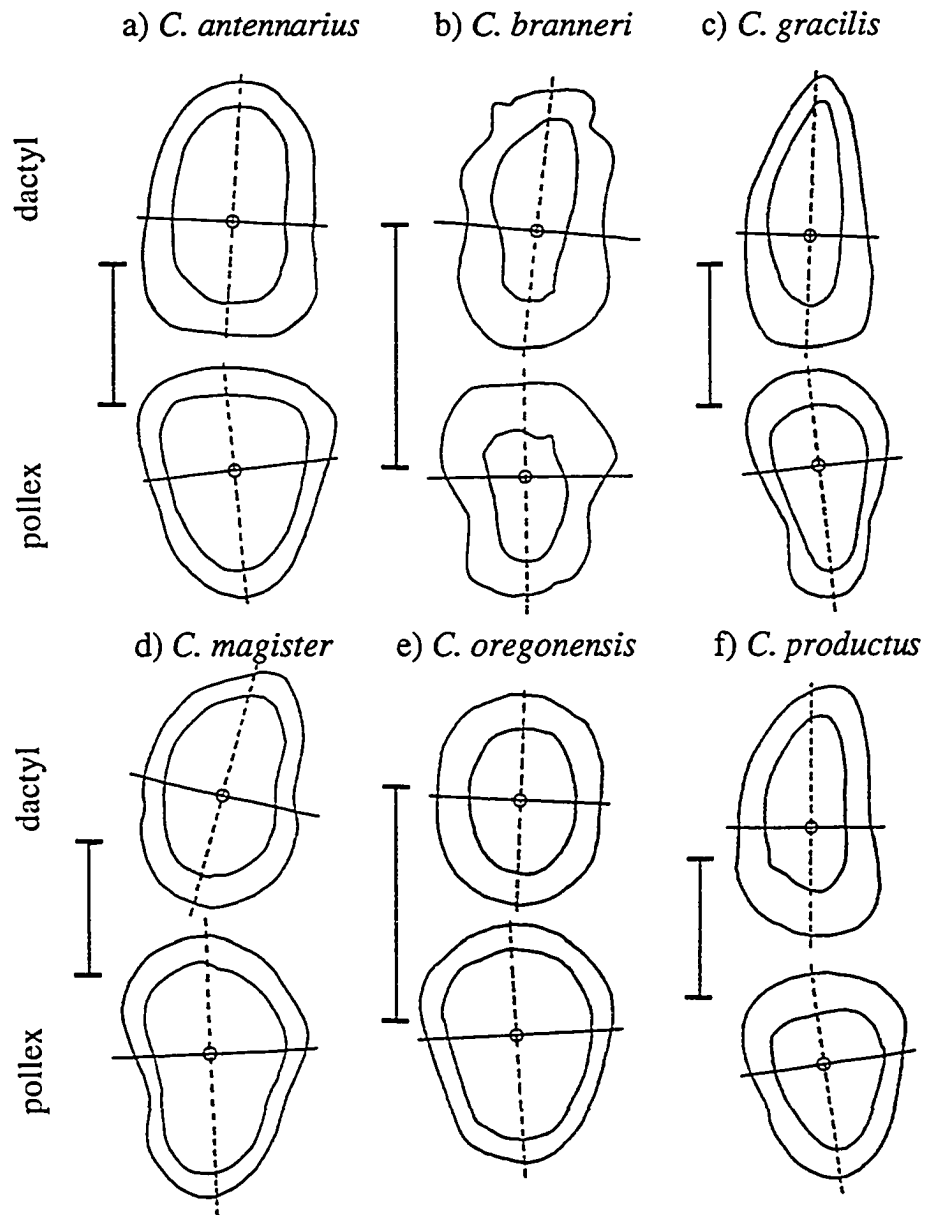 a) C. antennarius b) C. branneri c) C. gracilis
dactyl
pollex
d) C. magister e) C. oregonensis f) C. productus
dactyl
pollex